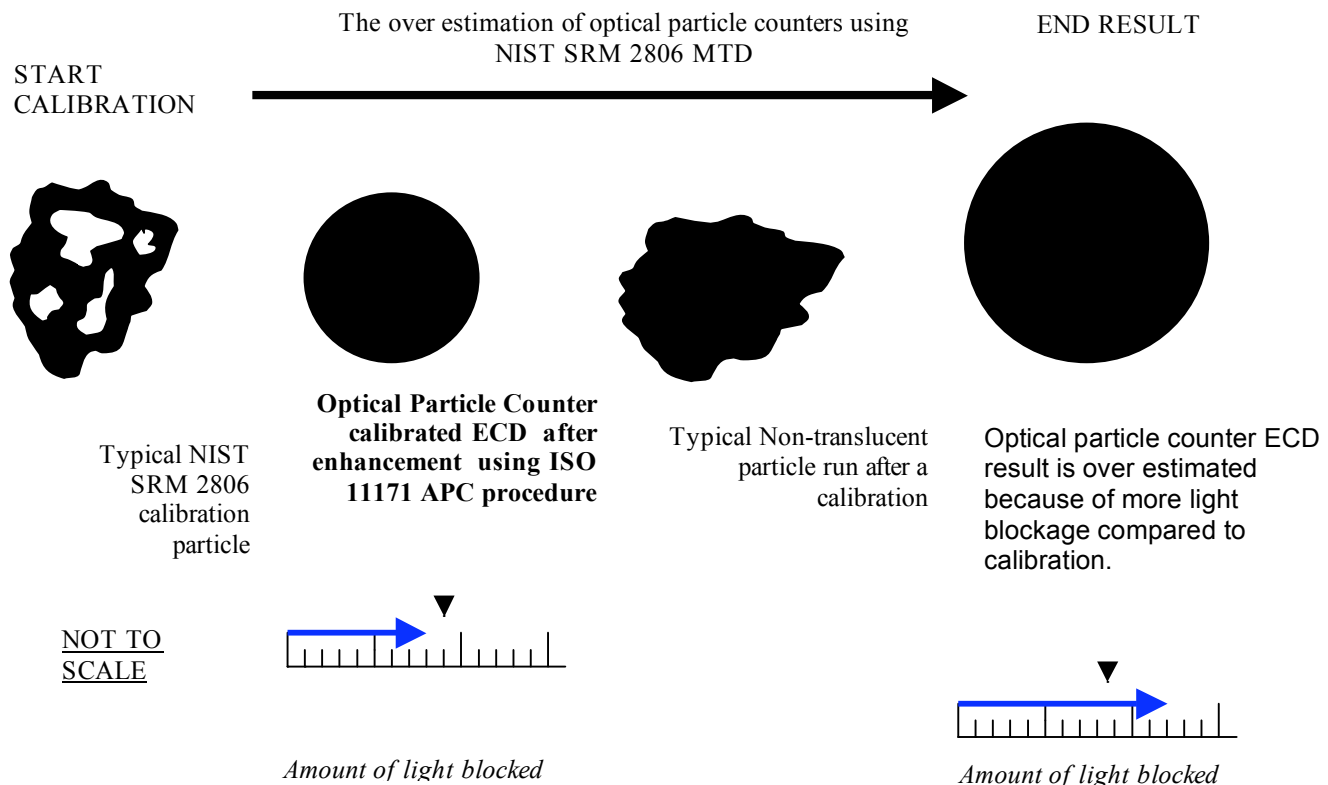 The over estimation of optical particle counters using
NIST SRM 2806 MTD
END RESULT
START
CALIBRATION
Typical NIST
SRM 2806
calibration
particle
Optical Particle Counter
calibrated ECD after
enhancement using ISO
11171 APC procedure
Typical Non-translucent
particle run after a
calibration
Optical particle counter ECD
result is over estimated
because of more light
blockage compared to
calibration.
NOT TO
SCALE
Amount of light blocked
Amount of light blocked